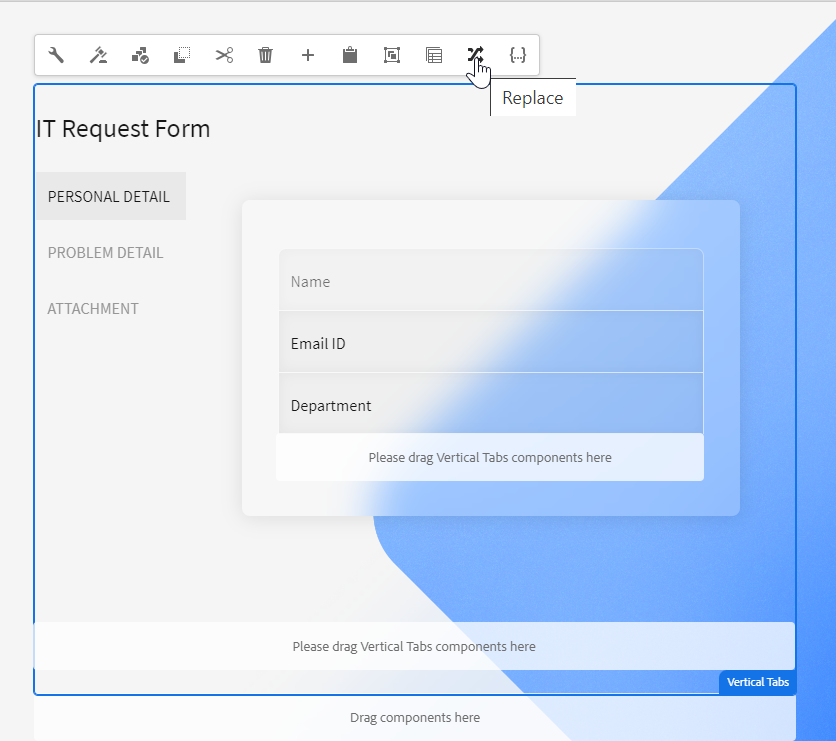 Replace
IT Request Form
PERSONAL DETAIL
PROBLEM DETAIL
ATTACHMENT
Name
Email ID
Department
Please drag Vertical Tabs components here
Please drag Vertical Tabs components here
Vertical Tabs
Drag components here